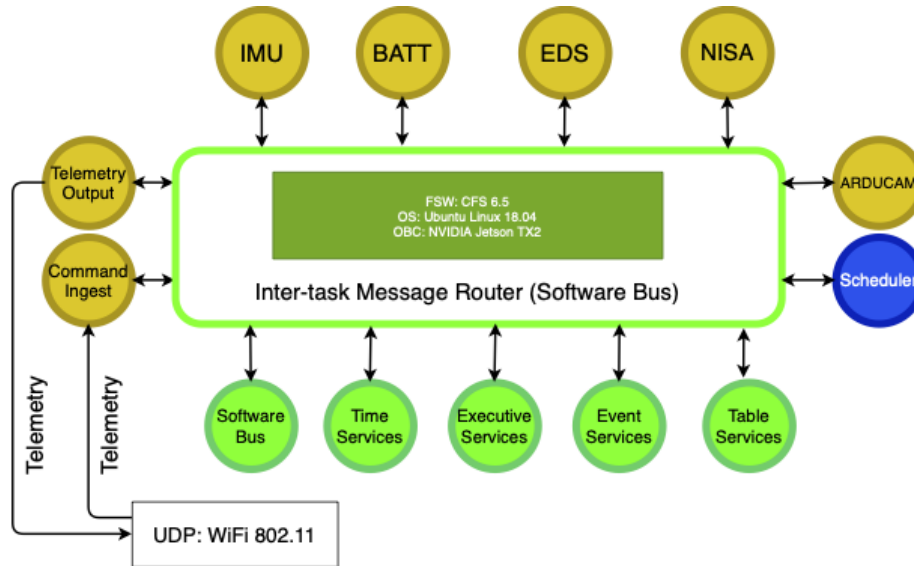 IMU
BATT
EDS
NISA
Telemetry
Output
FSW: CFS 6.5
OS: Ubuntu Linux 18.04
OBC: NVIDIA Jetson TX2
ARDUCAM
Command
Ingest
Inter-task Message Router (Software Bus)
Scheduler
Software
Bus
Time
Services
Executive
Services
Event
Services
Table
Services
Telemetry
Telemetry
UDP: WiFi 802.11